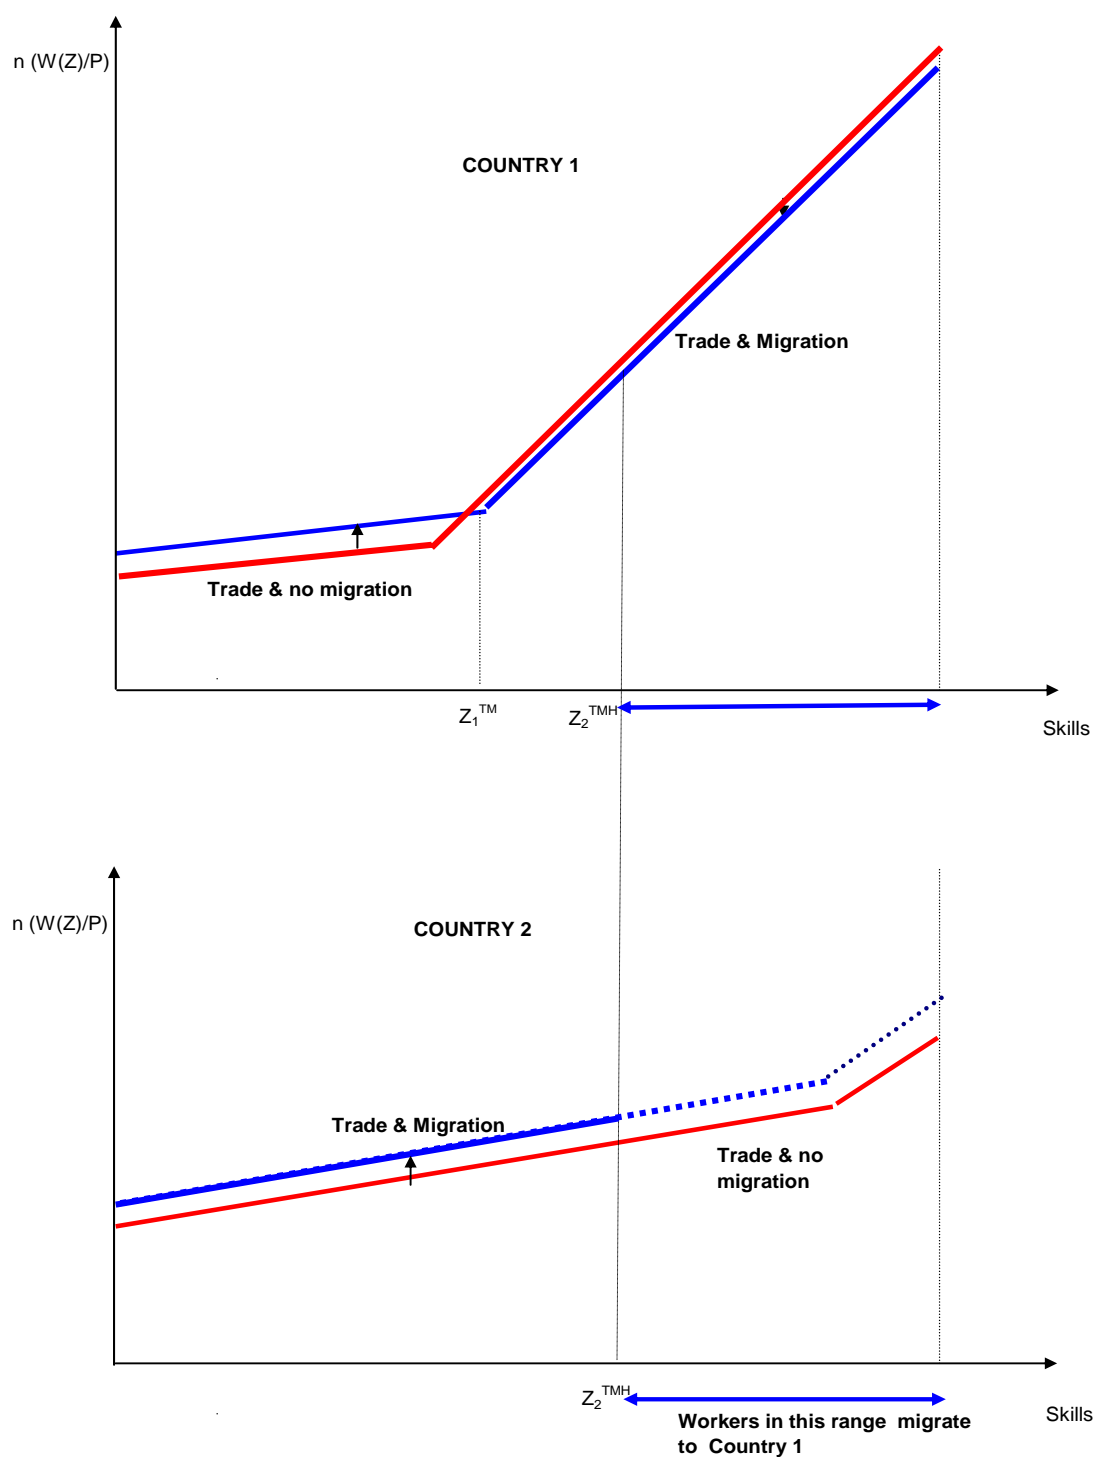 n (W(Z)/P)
COUNTRY 1
Trade & Migration
Trade & no migration
Z₁ᵀᴹ
Z₂ᵀᴹᴴ
Skills
n (W(Z)/P)
COUNTRY 2
Trade & Migration
Trade & no
migration
Z₂ᵀᴹᴴ
Skills
Workers in this range migrate
to Country 1